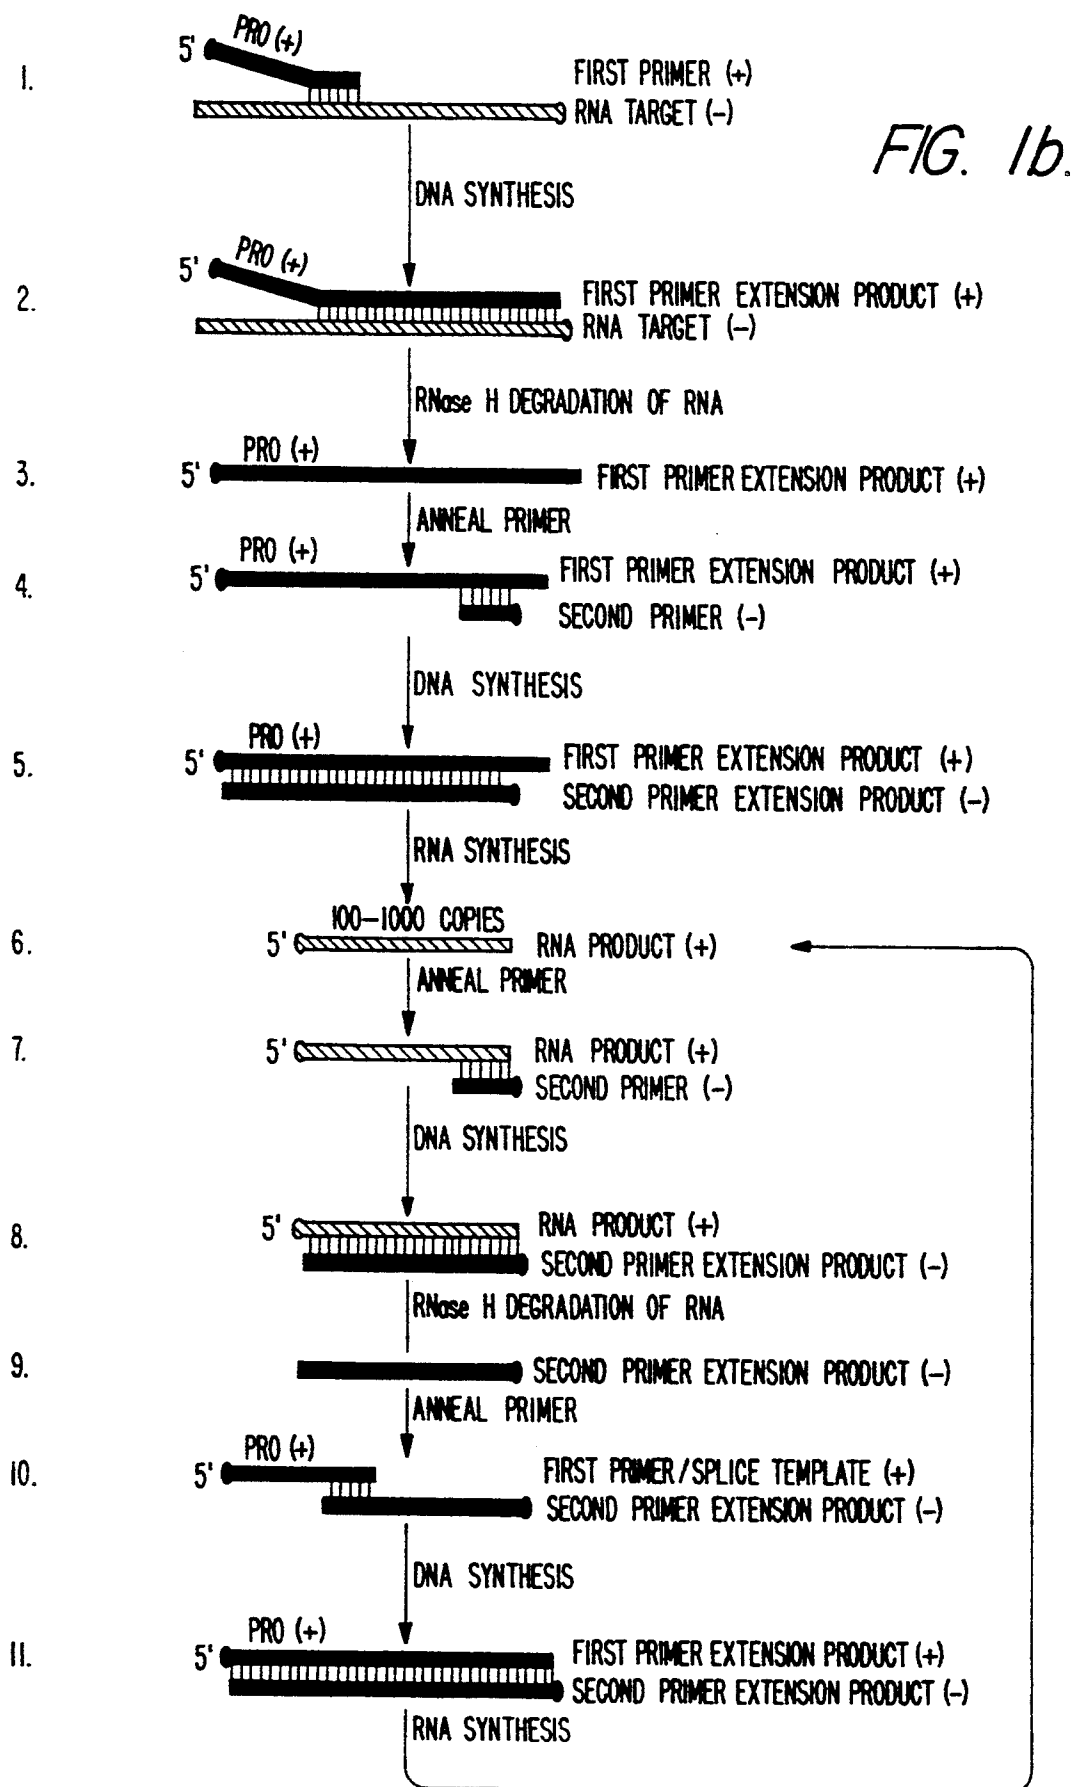 FIG. 1b.
5' PRO (+)
1. FIRST PRIMER (+)
RNA TARGET (-)
DNA SYNTHESIS
5' PRO (+)
2. FIRST PRIMER EXTENSION PRODUCT (+)
RNA TARGET (-)
RNase H DEGRADATION OF RNA
PRO (+)
3. 5' FIRST PRIMER EXTENSION PRODUCT (+)
ANNEAL PRIMER
PRO (+)
4. 5' FIRST PRIMER EXTENSION PRODUCT (+)
SECOND PRIMER (-)
DNA SYNTHESIS
PRO (+)
5. 5' FIRST PRIMER EXTENSION PRODUCT (+)
SECOND PRIMER EXTENSION PRODUCT (-)
RNA SYNTHESIS
100-1000 COPIES
6. 5' RNA PRODUCT (+)
ANNEAL PRIMER
7. 5' RNA PRODUCT (+)
SECOND PRIMER (-)
DNA SYNTHESIS
8. 5' RNA PRODUCT (+)
SECOND PRIMER EXTENSION PRODUCT (-)
RNase H DEGRADATION OF RNA
9. SECOND PRIMER EXTENSION PRODUCT (-)
ANNEAL PRIMER
PRO (+)
10. 5' FIRST PRIMER/SPLICE TEMPLATE (+)
SECOND PRIMER EXTENSION PRODUCT (-)
DNA SYNTHESIS
PRO (+)
11. 5' FIRST PRIMER EXTENSION PRODUCT (+)
SECOND PRIMER EXTENSION PRODUCT (-)
RNA SYNTHESIS